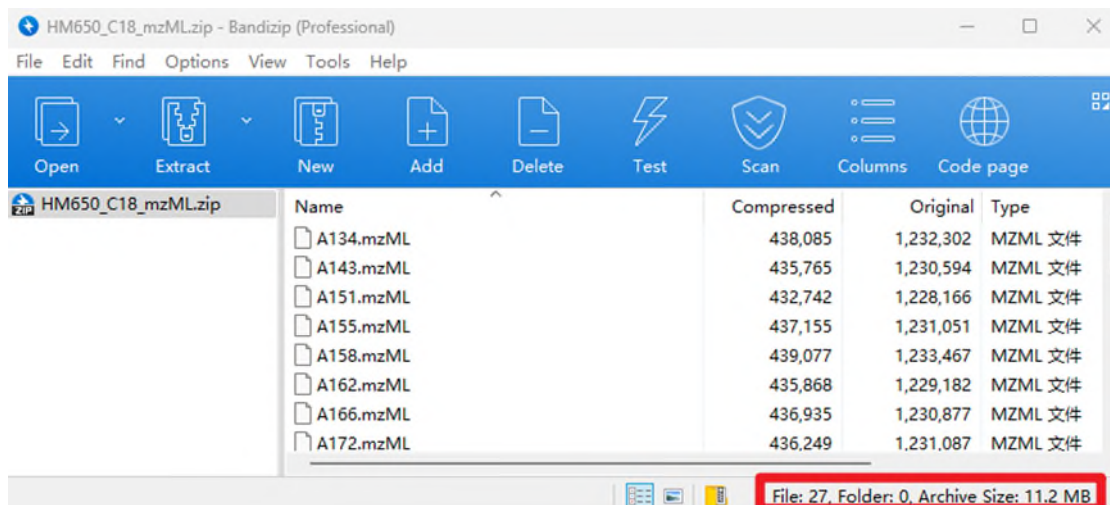 HM650_C18_mzML.zip - Bandizip (Professional)
File Edit Find Options View Tools Help
Open Extract New Add Delete Test Scan Columns Code page
ZIP HM650_C18_mzML.zip
Name Compressed Original Type
A134.mzML 438,085 1,232,302 MZML 文件
A143.mzML 435,765 1,230,594 MZML 文件
A151.mzML 432,742 1,228,166 MZML 文件
A155.mzML 437,155 1,231,051 MZML 文件
A158.mzML 439,077 1,233,467 MZML 文件
A162.mzML 435,868 1,229,182 MZML 文件
A166.mzML 436,935 1,230,877 MZML 文件
A172.mzML 436,249 1,231,087 MZML 文件
File: 27, Folder: 0, Archive Size: 11.2 MB